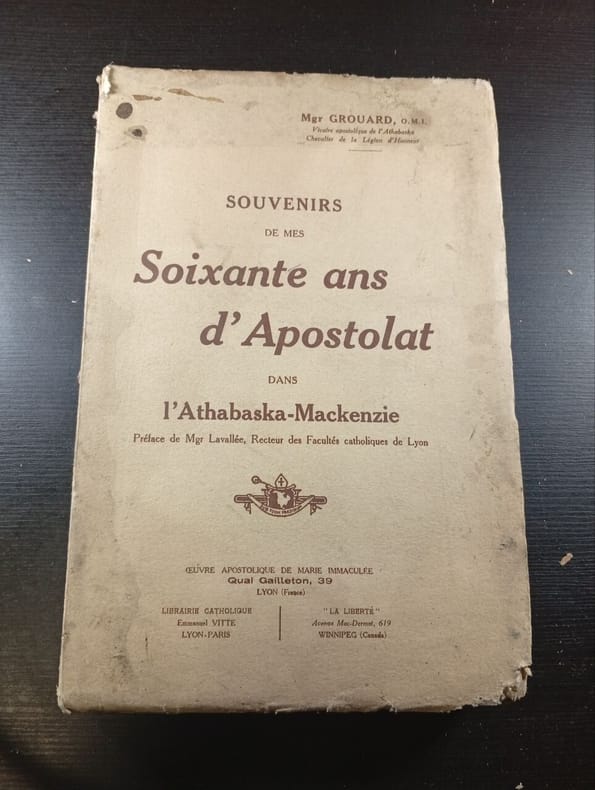 Mgr GROUARD, O.M.I.
Vicaire apostolique de l'Athabaska
Chevalier de la Légion d'Honneur
SOUVENIRS
DE MES
Soixante ans
d'Apostolat
DANS
l'Athabaska-Mackenzie
Préface de Mgr Lavallée, Recteur des Facultés catholiques de Lyon
ŒUVRE APOSTOLIQUE DE MARIE IMMACULÉE
Quai Gailleton, 39
LYON (France)
LIBRAIRIE CATHOLIQUE
Emmanuel VITTE
LYON-PARIS
"LA LIBERTÉ"
Avenue Mac-Dermot, 619
WINNIPEG (Canada)